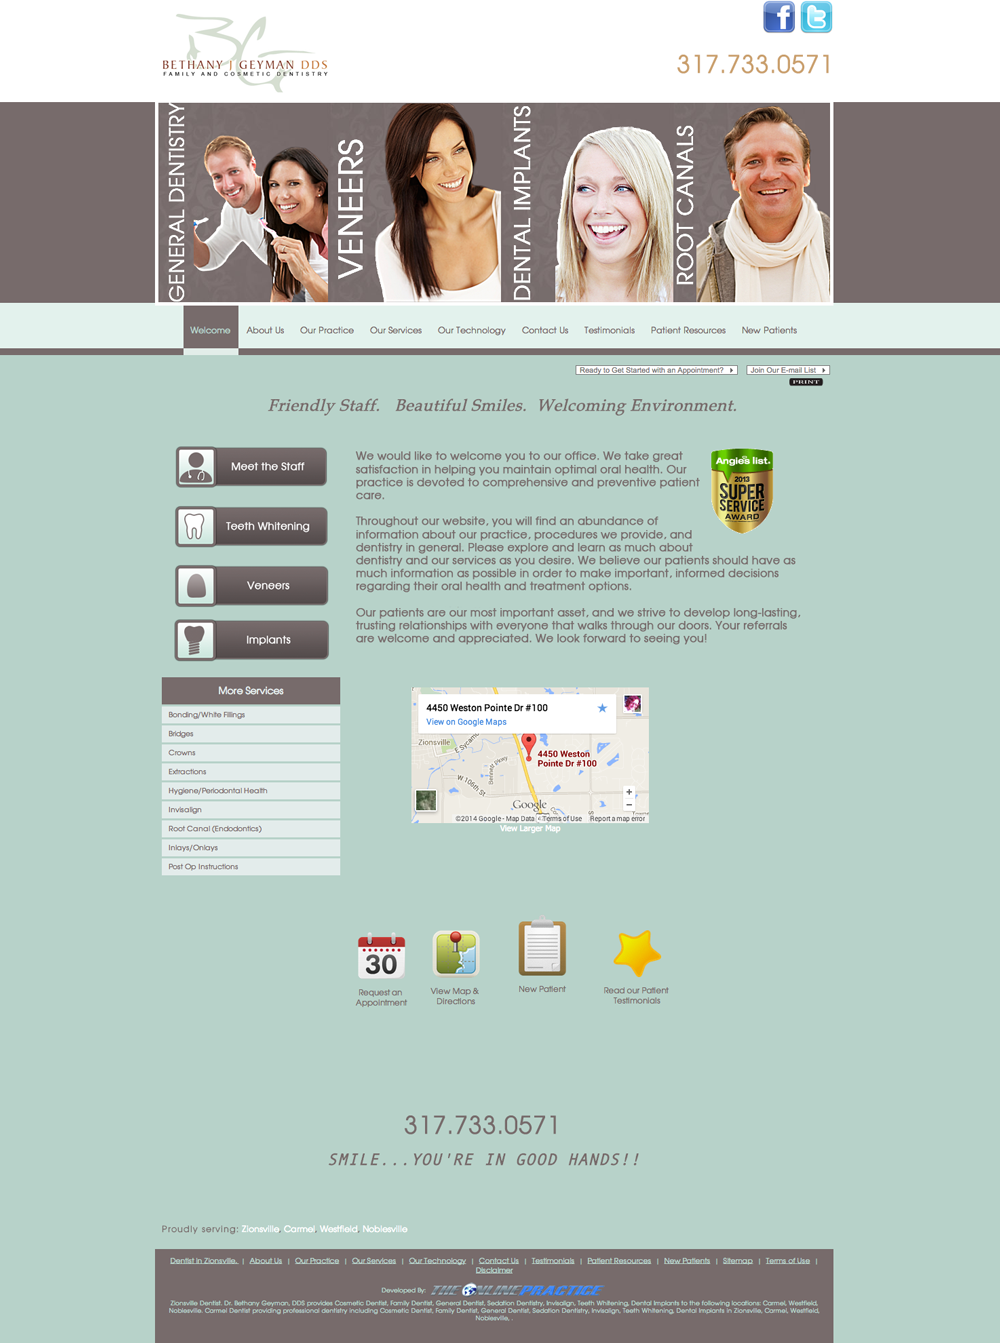 BETHANY J GEYMAN DDS
FAMILY AND COSMETIC DENTISTRY
317.733.0571
GENERAL DENTISTRY
VENEERS
DENTAL IMPLANTS
ROOT CANALS
Welcome About Us Our Practice Our Services Our Technology Contact Us Testimonials Patient Resources New Patients
Ready to Get Started with an Appointment? Join Our E-mail List
PRINT
Friendly Staff. Beautiful Smiles. Welcoming Environment.
Meet the Staff
Teeth Whitening
Veneers
Implants
More Services
Bonding/White Fillings
Bridges
Crowns
Extractions
Hygiene/Periodontal Health
Invisalign
Root Canal (Endodontics)
Inlays/Onlays
Post Op Instructions
We would like to welcome you to our office. We take great
satisfaction in helping you maintain optimal oral health. Our
practice is devoted to comprehensive and preventive patient
care.
Angie's list.
2013
SUPER
SERVICE
AWARD
Throughout our website, you will find an abundance of
information about our practice, procedures we provide, and
dentistry in general. Please explore and learn as much about
dentistry and our services as you desire. We believe our patients should have as
much information as possible in order to make important, informed decisions
regarding their oral health and treatment options.
Our patients are our most important asset, and we strive to develop long-lasting,
trusting relationships with everyone that walks through our doors. Your referrals
are welcome and appreciated. We look forward to seeing you!
4450 Weston Pointe Dr #100
View on Google Maps
Zionsville
E Sycamo
Bennett Pkwy
4450 Weston
Pointe Dr #100
W 106th St
+
−
Google
©2014 Google - Map Data Terms of Use Report a map error
View Larger Map
30
Request an
Appointment
View Map &
Directions
New Patient
Read our Patient
Testimonials
317.733.0571
SMILE...YOU'RE IN GOOD HANDS!!
Proudly serving: Zionsville, Carmel, Westfield, Noblesville
Dentist in Zionsville, | About Us | Our Practice | Our Services | Our Technology | Contact Us | Testimonials | Patient Resources | New Patients | Sitemap | Terms of Use |
Disclaimer
Developed By: THE ONLINE PRACTICE
Zionsville Dentist. Dr. Bethany Geyman, DDS provides Cosmetic Dentist, Family Dentist, General Dentist, Sedation Dentistry, Invisalign, Teeth Whitening, Dental Implants to the following locations: Carmel, Westfield,
Noblesville. Carmel Dentist providing professional dentistry including Cosmetic Dentist, Family Dentist, General Dentist, Sedation Dentistry, Invisalign, Teeth Whitening, Dental Implants in Zionsville, Carmel, Westfield,
Noblesville, .